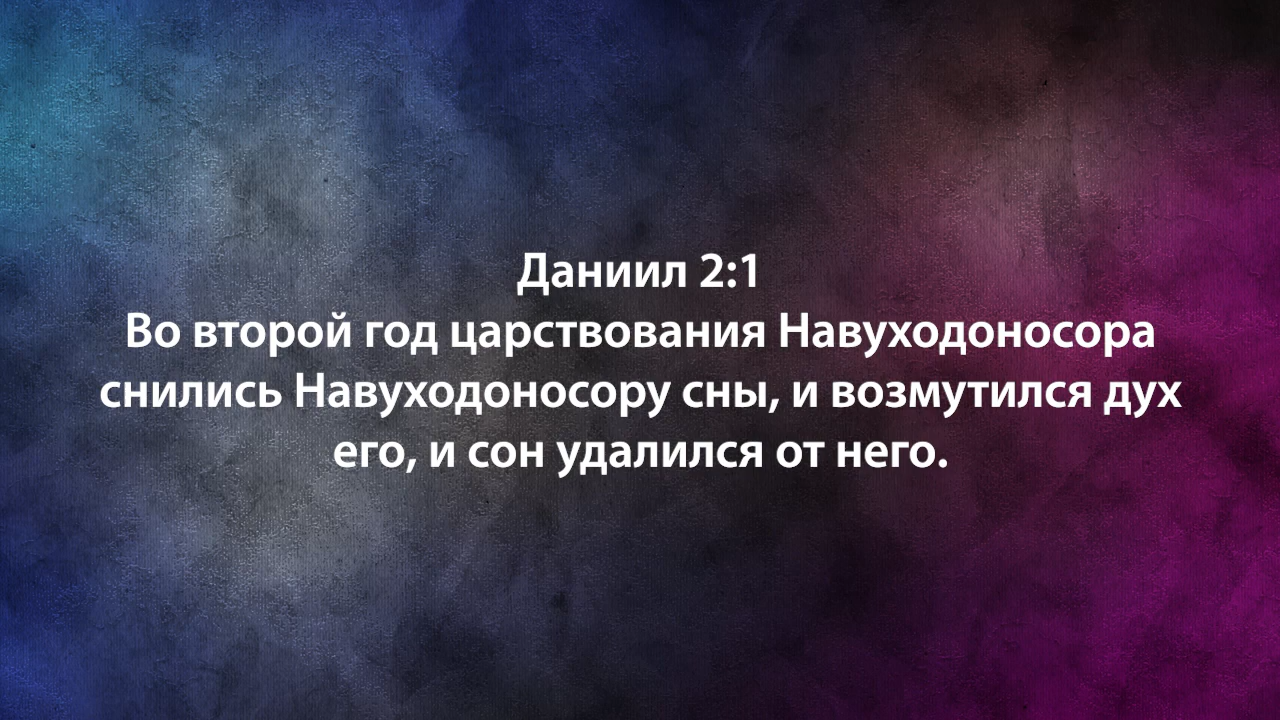 Даниил 2:1
Во второй год царствования Навуходоносора
снились Навуходоносору сны, и возмутился дух
его, и сон удалился от него.